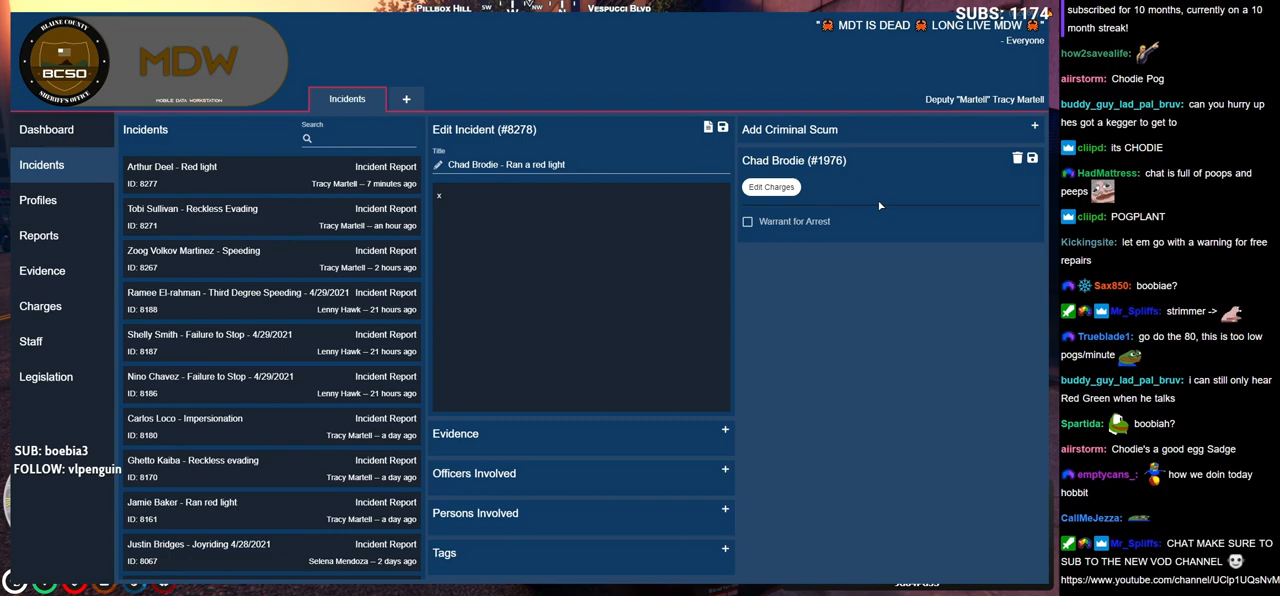 PILLBOX HILL SW NW VESPUCCI BLVD
SUBS: 1174
" MDT IS DEAD LONG LIVE MDW "
- Everyone
BLAINE COUNTY
BCSO
SHERIFF'S OFFICE
MDW
MOBILE DATA WORKSTATION
Incidents
+
Deputy "Martell" Tracy Martell
Dashboard
Incidents
Profiles
Reports
Evidence
Charges
Staff
Legislation
SUB: boebia3
FOLLOW: vlpenguin
Incidents
Search
Arthur Deel - Red light Incident Report
ID: 8277 Tracy Martell -- 7 minutes ago
Tobi Sullivan - Reckless Evading Incident Report
ID: 8271 Tracy Martell -- an hour ago
Zoog Volkov Martinez - Speeding Incident Report
ID: 8267 Tracy Martell -- 2 hours ago
Ramee El-rahman - Third Degree Speeding - 4/29/2021 Incident Report
ID: 8188 Lenny Hawk -- 21 hours ago
Shelly Smith - Failure to Stop - 4/29/2021 Incident Report
ID: 8187 Lenny Hawk -- 21 hours ago
Nino Chavez - Failure to Stop - 4/29/2021 Incident Report
ID: 8186 Lenny Hawk -- 21 hours ago
Carlos Loco - Impersonation Incident Report
ID: 8180 Tracy Martell -- a day ago
Ghetto Kaiba - Reckless evading Incident Report
ID: 8170 Tracy Martell -- a day ago
Jamie Baker - Ran red light Incident Report
ID: 8161 Tracy Martell -- a day ago
Justin Bridges - Joyriding 4/28/2021 Incident Report
ID: 8067 Selena Mendoza -- 2 days ago
Edit Incident (#8278)
Title
Chad Brodie - Ran a red light
x
Evidence +
Officers Involved +
Persons Involved +
Tags +
Add Criminal Scum +
Chad Brodie (#1976)
Edit Charges
Warrant for Arrest
subscribed for 10 months, currently on a 10
month streak!
how2savealife:
aiirstorm: Chodie Pog
buddy_guy_lad_pal_bruv: can you hurry up
hes got a kegger to get to
cliipd: its CHODIE
HadMattress: chat is full of poops and
peeps
cliipd: POGPLANT
Kickingsite: let em go with a warning for free
repairs
Sax850: boobiae?
Mr_Spliffs: strimmer ->
Trueblade1: go do the 80, this is too low
pogs/minute
buddy_guy_lad_pal_bruv: i can still only hear
Red Green when he talks
Spartida: boobiah?
aiirstorm: Chodie's a good egg Sadge
emptycans_: how we doin today
hobbit
CallMeJezza:
Mr_Spliffs: CHAT MAKE SURE TO
SUB TO THE NEW VOD CHANNEL
https://www.youtube.com/channel/UClp1UQsNvM